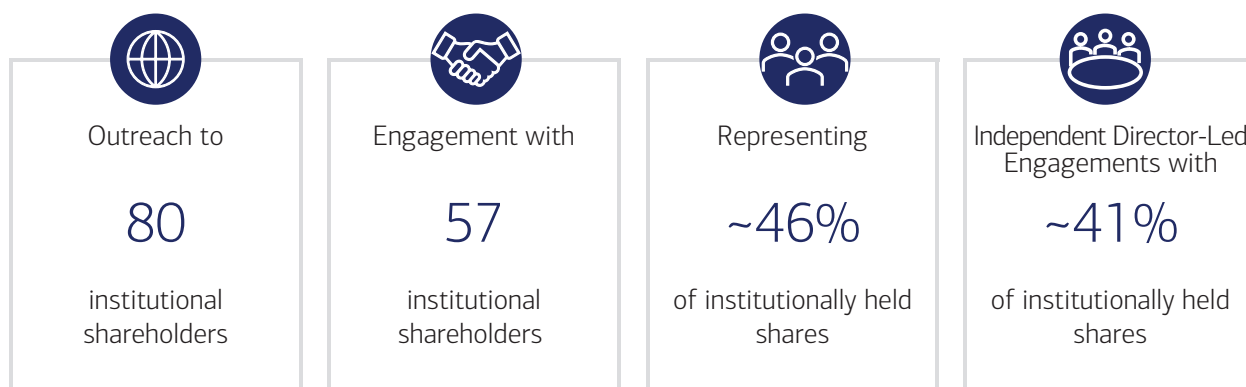 Outreach to
80
institutional
shareholders
Engagement with
57
institutional
shareholders
Representing
~46%
of institutionally held
shares
Independent Director-Led
Engagements with
~41%
of institutionally held
shares